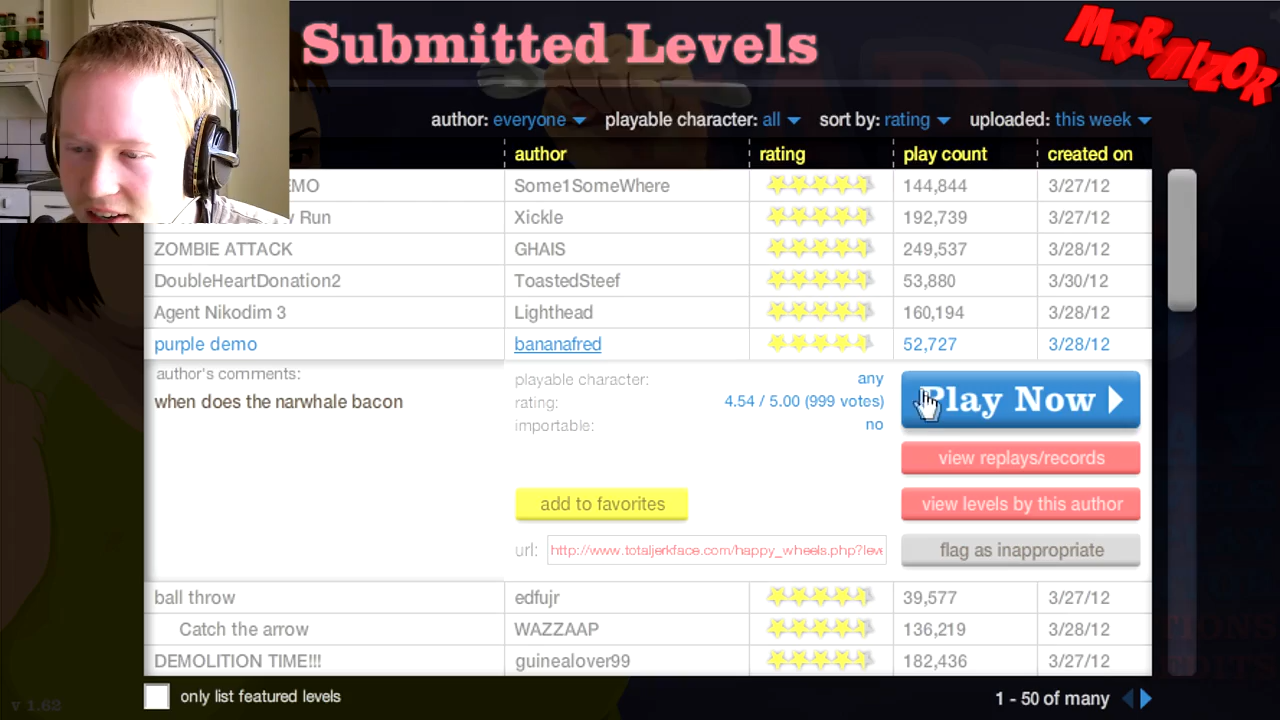 Submitted Levels
MRRAIZOR
author: everyone playable character: all sort by: rating uploaded: this week
author rating play count created on
EMO Some1SomeWhere 144,844 3/27/12
Run Xickle 192,739 3/27/12
ZOMBIE ATTACK GHAIS 249,537 3/28/12
DoubleHeartDonation2 ToastedSteef 53,880 3/30/12
Agent Nikodim 3 Lighthead 160,194 3/28/12
purple demo bananafred 52,727 3/28/12
author's comments: playable character: any
when does the narwhale bacon rating: 4.54 / 5.00 (999 votes) Play Now
importable: no
view replays/records
add to favorites view levels by this author
url: http://www.totaljerkface.com/happy_wheels.php?leve flag as inappropriate
ball throw edfujr 39,577 3/27/12
Catch the arrow WAZZAAP 136,219 3/28/12
DEMOLITION TIME!!! guinealover99 182,436 3/27/12
only list featured levels 1 - 50 of many
v 1.62